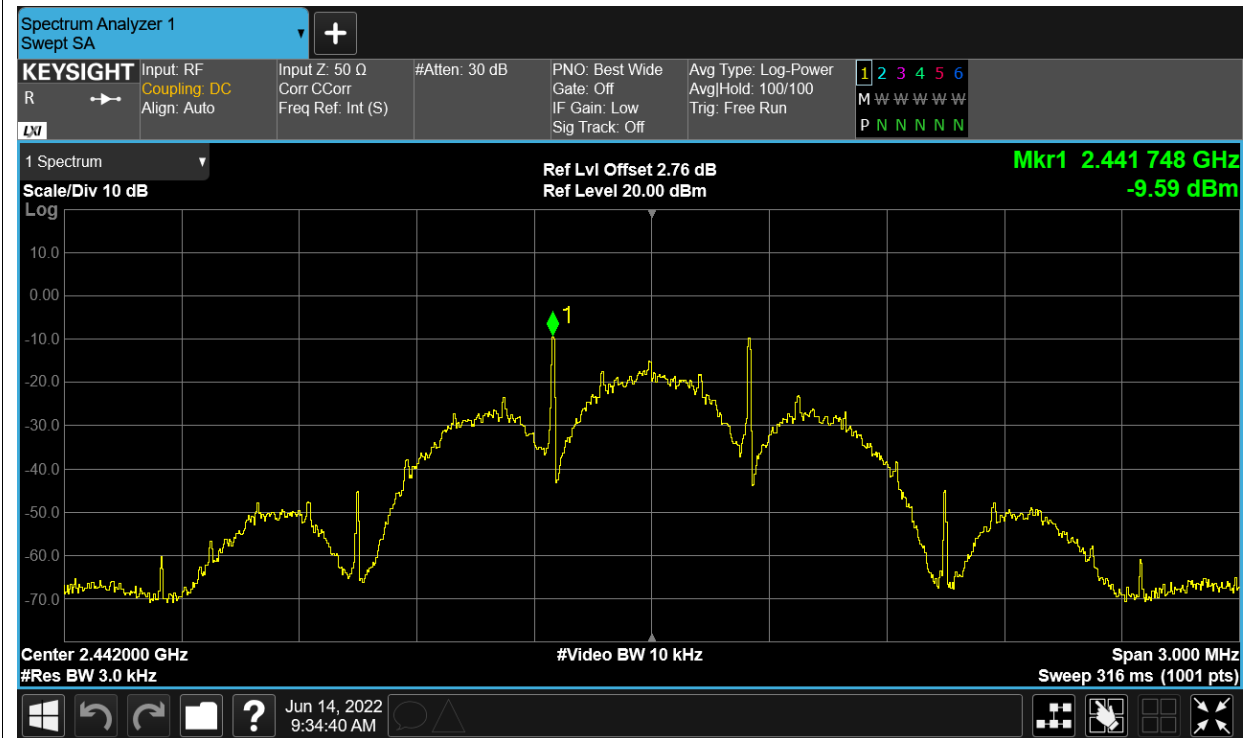 Spectrum Analyzer 1
Swept SA
KEYSIGHT
R
LXI
Input: RF
Coupling: DC
Align: Auto
Input Z: 50 Ω
Corr CCorr
Freq Ref: Int (S)
#Atten: 30 dB
PNO: Best Wide
Gate: Off
IF Gain: Low
Sig Track: Off
Avg Type: Log-Power
Avg|Hold: 100/100
Trig: Free Run
1 2 3 4 5 6
M W W W W W
P N N N N N
1 Spectrum
Scale/Div 10 dB
Log
Ref Lvl Offset 2.76 dB
Ref Level 20.00 dBm
Mkr1 2.441 748 GHz
-9.59 dBm
10.0
0.00
-10.0
-20.0
-30.0
-40.0
-50.0
-60.0
-70.0
1
Center 2.442000 GHz
#Res BW 3.0 kHz
#Video BW 10 kHz
Span 3.000 MHz
Sweep 316 ms (1001 pts)
?
Jun 14, 2022
9:34:40 AM